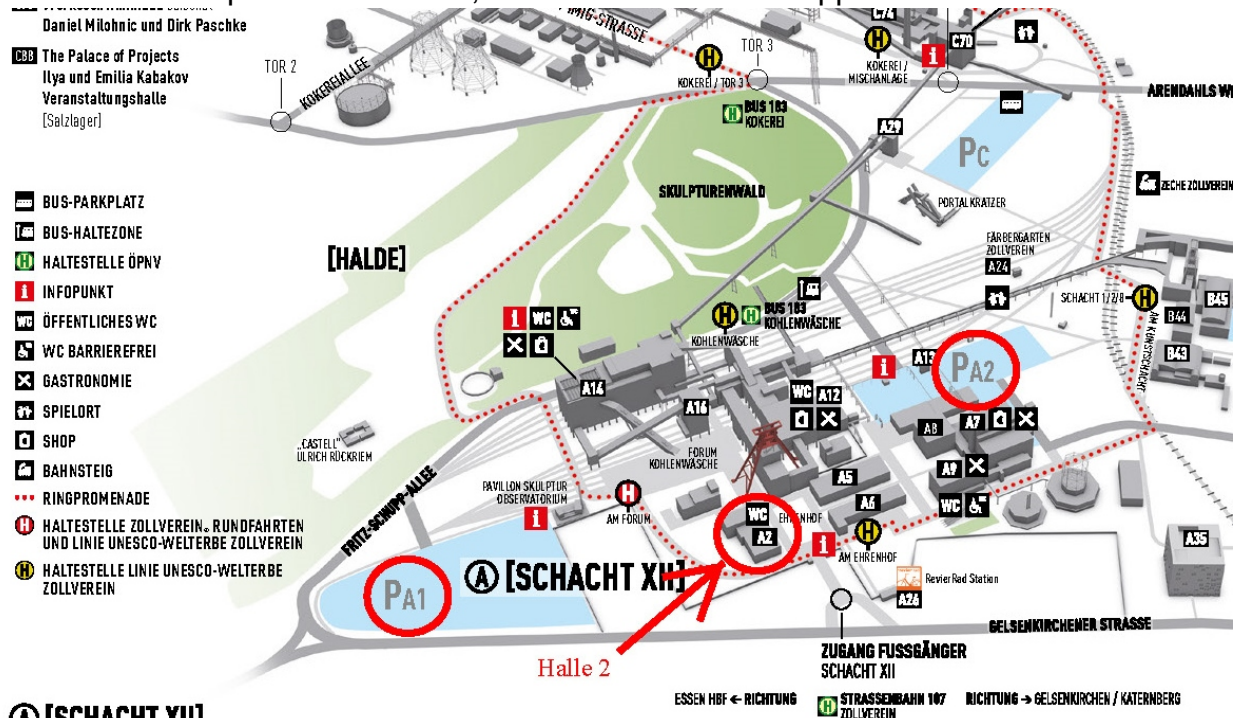 Daniel Milohnic und Dirk Paschke
CBB The Palace of Projects
Ilya und Emilia Kabakov
Veranstaltungshalle
[Salzlager]
BUS-PARKPLATZ
BUS-HALTEZONE
H HALTESTELLE ÖPNV
i INFOPUNKT
WC ÖFFENTLICHES WC
WC BARRIEREFREI
GASTRONOMIE
SPIELORT
SHOP
BAHNSTEIG
RINGPROMENADE
H HALTESTELLE ZOLLVEREIN® RUNDFAHRTEN
UND LINIE UNESCO-WELTERBE ZOLLVEREIN
H HALTESTELLE LINIE UNESCO-WELTERBE
ZOLLVEREIN
TOR 2
KOKEREIALLEE
H
KOKEREI / TOR 3
TOR 3
H BUS 183
KOKEREI
C74
H
KOKEREI /
MISCHANLAGE
i
C70
ARENDAHLS
A29
PC
PORTALKRATZER
ZECHE ZOLLVEREIN
SKULPTURENWALD
[HALDE]
FÄRBERGARTEN
ZOLLVEREIN
A24
SCHACHT 1/2/8
H
AM KUNSTSCHACHT
B45
B44
B43
i WC
A14
H
KOHLENWÄSCHE
H BUS 183
KOHLENWÄSCHE
A16
FORUM
KOHLENWÄSCHE
WC A12
i
A13
PA2
A8
A7
A9
WC
A5
A6
„CASTELL“
ULRICH RÜCKRIEM
FRITZ-SCHUPP-ALLEE
PAVILLON SKULPTUR
OBSERVATORIUM
i
H
AM FORUM
WC
EHRENHOF
A2
i
H
AM EHRENHOF
A35
RevierRad Station
A26
PA1
A [SCHACHT XII]
Halle 2
ZUGANG FUSSGÄNGER
SCHACHT XII
GELSENKIRCHENER STRASSE
ESSEN HBF ← RICHTUNG
H STRASSENBAHN 107
ZOLLVEREIN
RICHTUNG → GELSENKIRCHEN / KATERNBERG
A [SCHACHT XII]